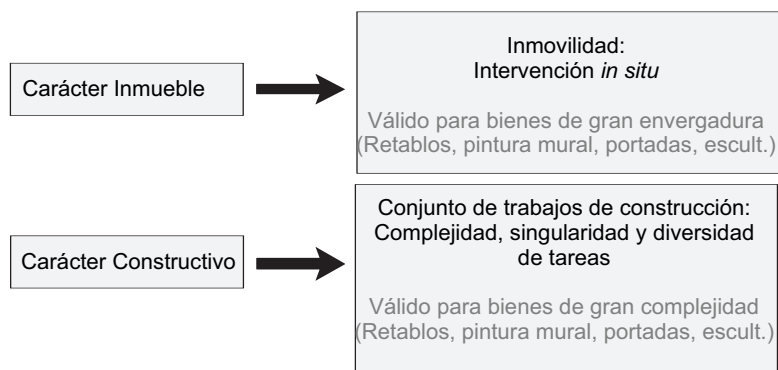 Carácter Inmueble
Inmovilidad:
Intervención in situ
Válido para bienes de gran envergadura
(Retablos, pintura mural, portadas, escult.)
Carácter Constructivo
Conjunto de trabajos de construcción:
Complejidad, singularidad y diversidad
de tareas
Válido para bienes de gran complejidad
(Retablos, pintura mural, portadas, escult.)